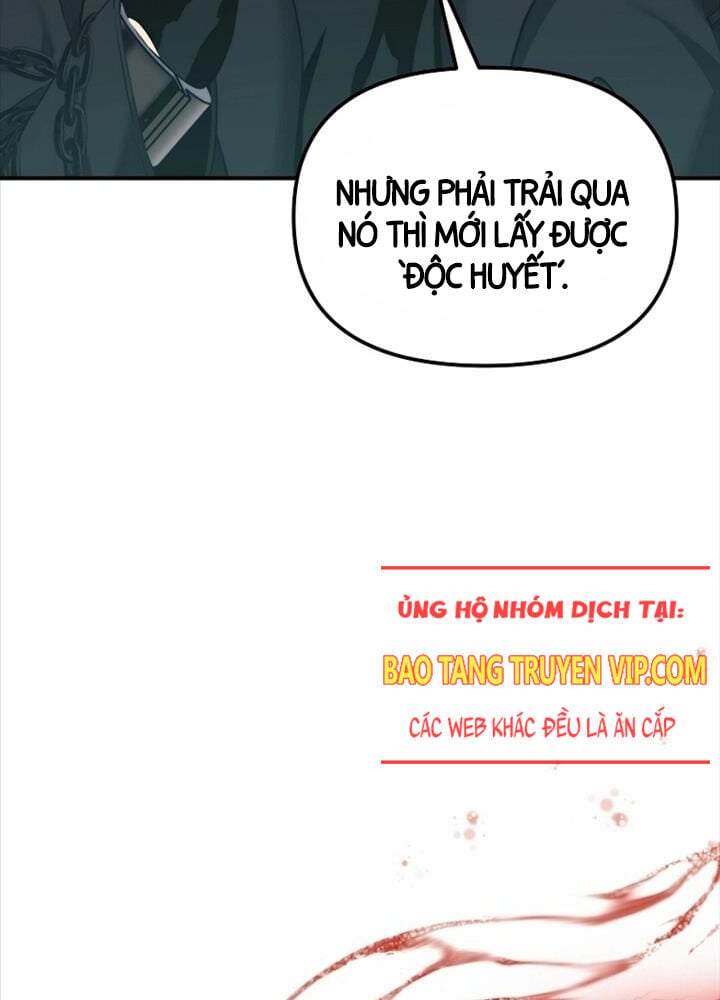 NHƯNG PHẢI TRẢI QUA
NÓ THÌ MỚI LẤY ĐƯỢC
`ĐỘC HUYẾT´.
ỦNG HỘ NHÓM DỊCH TẠI:
BAO TANG TRUYEN VIP.COM
CÁC WEB KHÁC ĐỀU LÀ ĂN CẮP